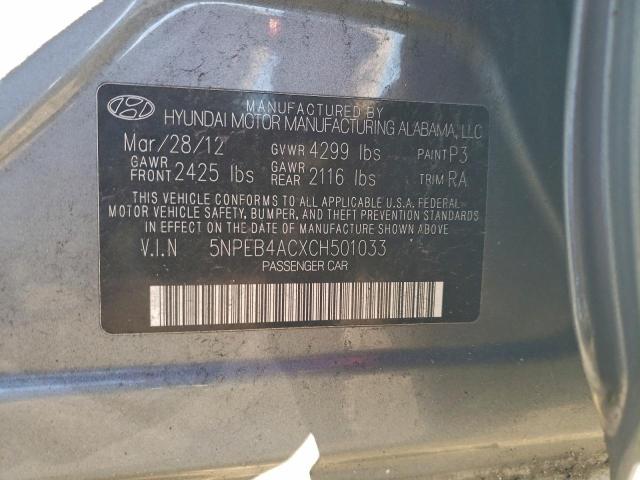 MANUFACTURED BY
HYUNDAI MOTOR MANUFACTURING ALABAMA, LLC
Mar/28/12 GVWR 4299 lbs PAINT P3
GAWR FRONT 2425 lbs GAWR REAR 2116 lbs TRIM RA
THIS VEHICLE CONFORMS TO ALL APPLICABLE U.S.A. FEDERAL
MOTOR VEHICLE SAFETY, BUMPER, AND THEFT PREVENTION STANDARDS
IN EFFECT ON THE DATE OF MANUFACTURE SHOWN ABOVE
V.I.N 5NPEB4ACXCH501033
PASSENGER CAR